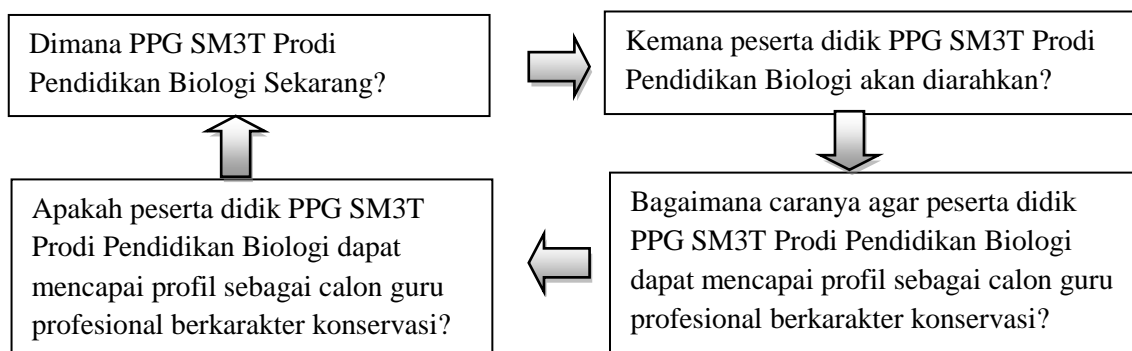 Dimana PPG SM3T Prodi
Pendidikan Biologi Sekarang?
Kemana peserta didik PPG SM3T Prodi
Pendidikan Biologi akan diarahkan?
Bagaimana caranya agar peserta didik
PPG SM3T Prodi Pendidikan Biologi
dapat mencapai profil sebagai calon guru
profesional berkarakter konservasi?
Apakah peserta didik PPG SM3T
Prodi Pendidikan Biologi dapat
mencapai profil sebagai calon guru
profesional berkarakter konservasi?